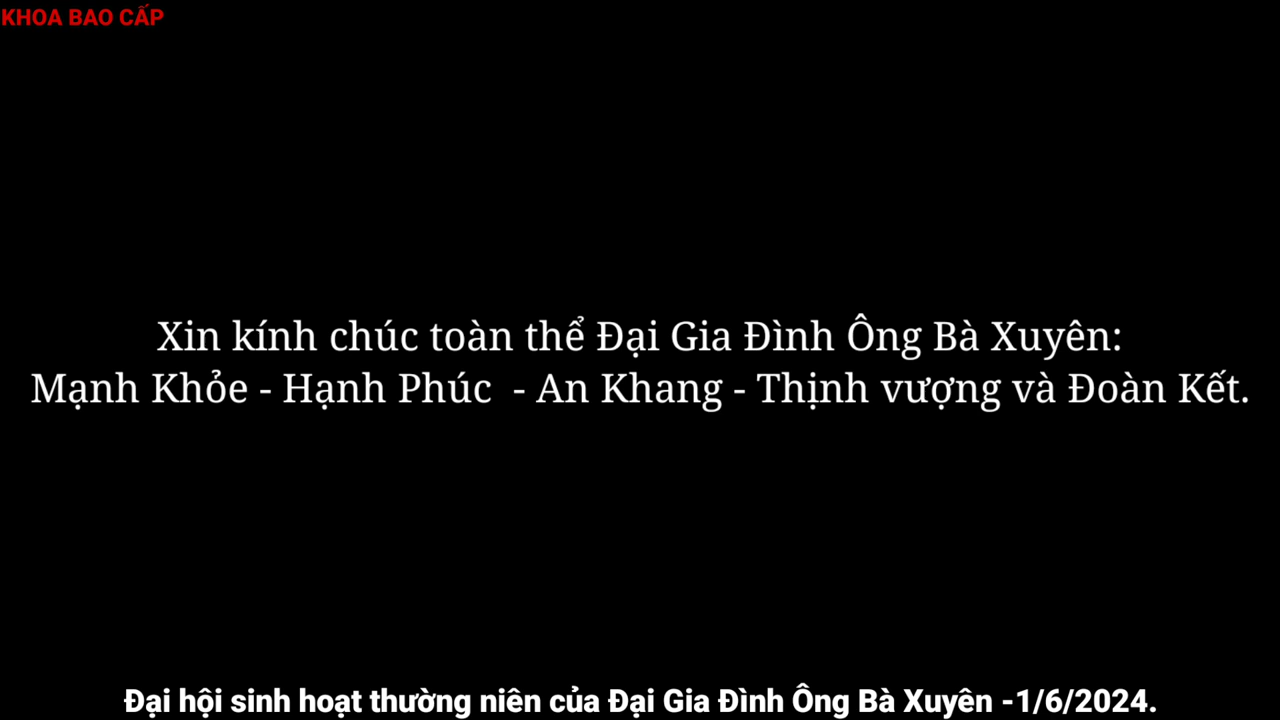 KHOA BAO CẤP
Xin kính chúc toàn thể Đại Gia Đình Ông Bà Xuyên:
Mạnh Khỏe - Hạnh Phúc  - An Khang - Thịnh vượng và Đoàn Kết.
Đại hội sinh hoạt thường niên của Đại Gia Đình Ông Bà Xuyên -1/6/2024.